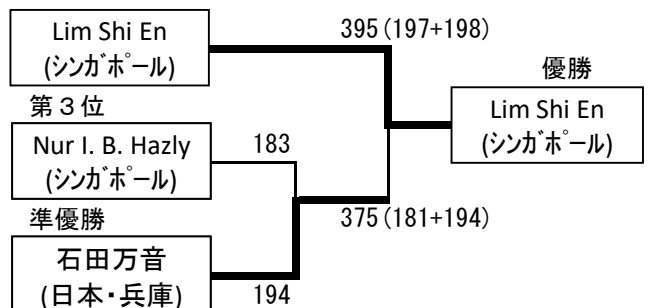 Lim Shi En
(シンガポール)
395(197+198)
優勝
Lim Shi En
(シンガポール)
第3位
Nur I. B. Hazly
(シンガポール)
183
準優勝
375(181+194)
石田万音
(日本・兵庫)
194